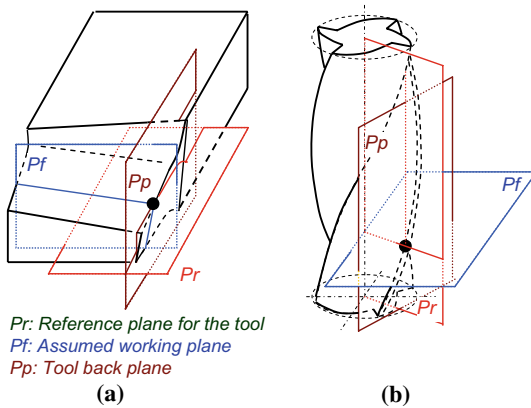 (a)
(b)
Pf
Pp
Pr
Pp
Pf
Pr
Pr: Reference plane for the tool
Pf: Assumed working plane
Pp: Tool back plane